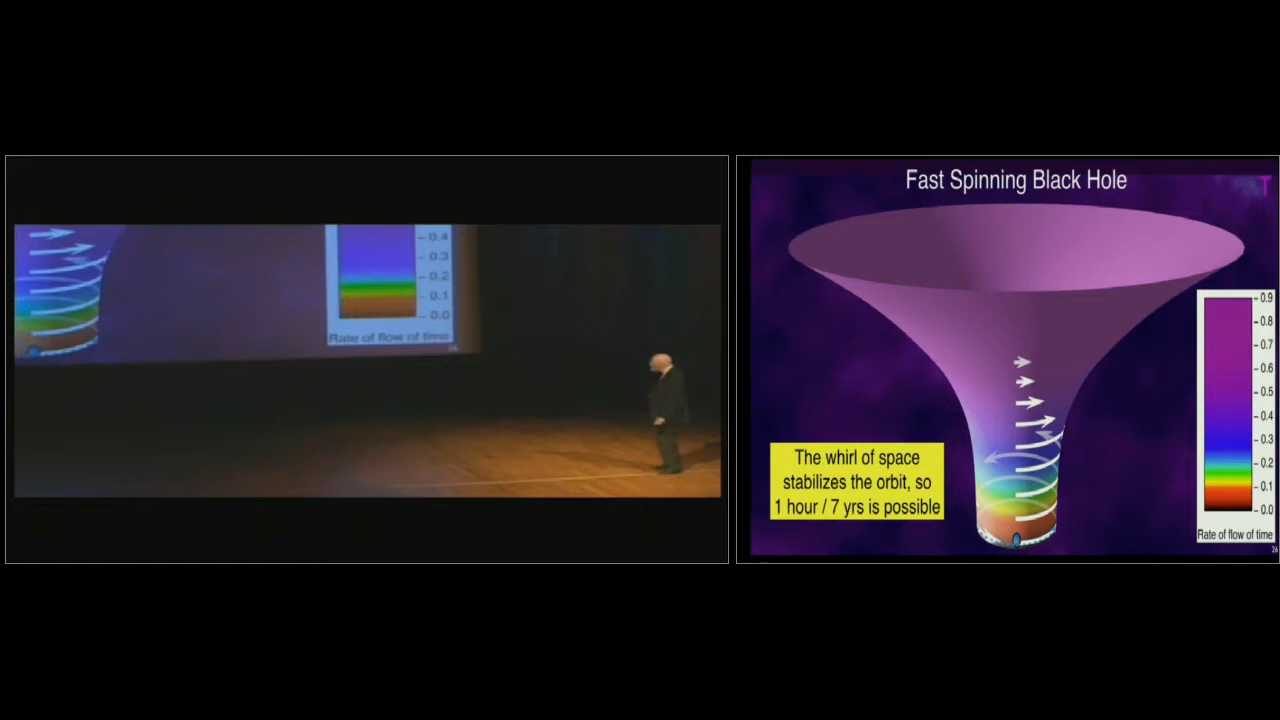 0.4
0.3
0.2
0.1
0.0
Rate of flow of time
26
Fast Spinning Black Hole
T
The whirl of space
stabilizes the orbit, so
1 hour / 7 yrs is possible
0.9
0.8
0.7
0.6
0.5
0.4
0.3
0.2
0.1
0.0
Rate of flow of time
26